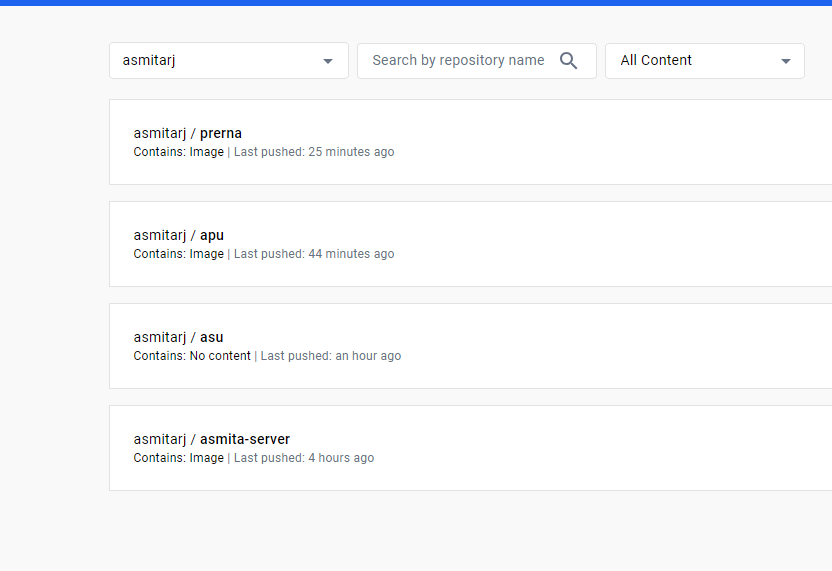 asmitarj
Search by repository name
All Content
asmitarj / prerna
Contains: Image | Last pushed: 25 minutes ago
asmitarj / apu
Contains: Image | Last pushed: 44 minutes ago
asmitarj / asu
Contains: No content | Last pushed: an hour ago
asmitarj / asmita-server
Contains: Image | Last pushed: 4 hours ago